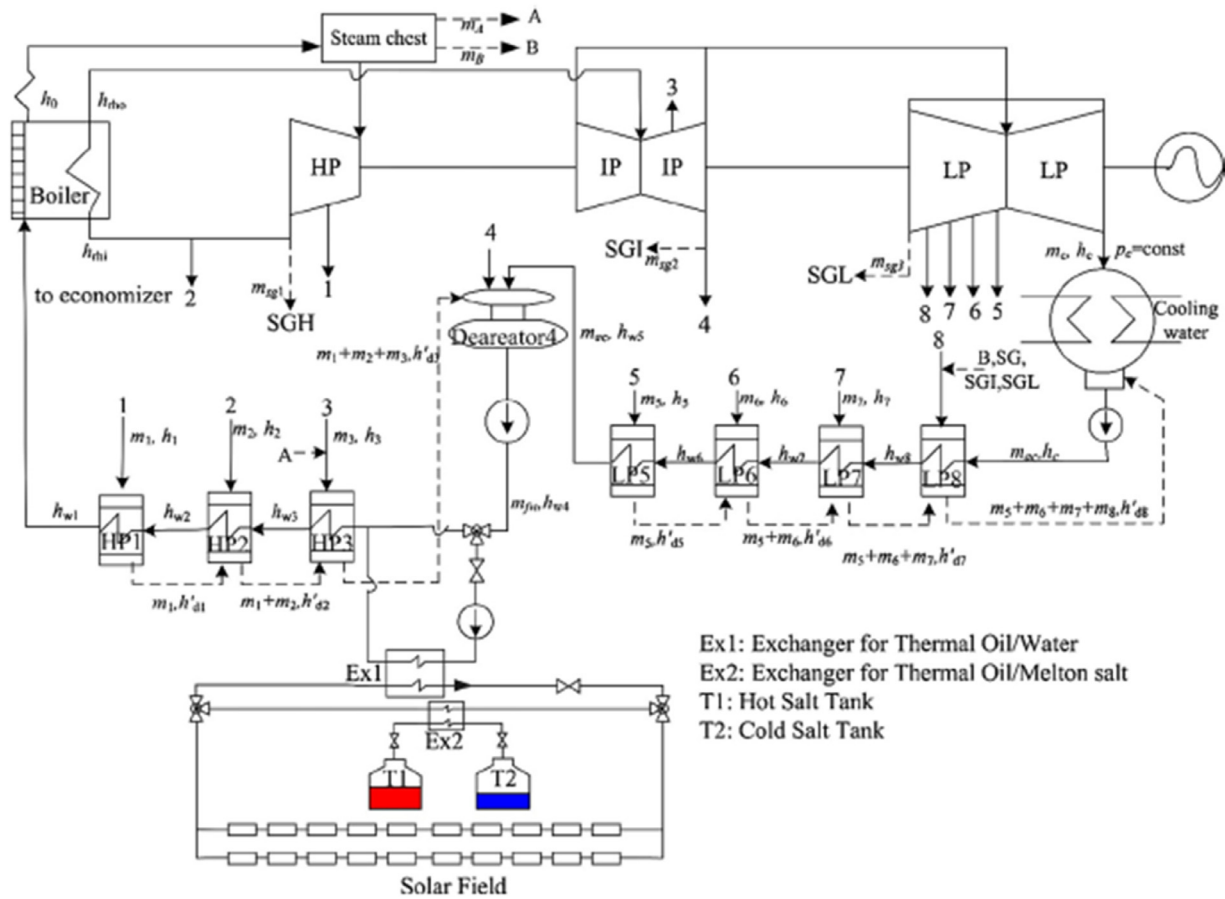 Steam chest
m_A
A
m_B
B
h_0
h_rho
3
Boiler
HP
IP
IP
LP
LP
h_rhi
m_sg1
1
SGI
m_sg2
SGL
m_sg3
m_c, h_c
p_c=const
to economizer
2
SGH
4
4
8
7
6
5
Cooling
water
Deareator4
m_ec, h_w5
8
B,SG,
SGI,SGL
m_1+m_2+m_3,h'_d3
1
m_1, h_1
2
m_2, h_2
3
m_3, h_3
A
5
m_5, h_5
6
m_6, h_6
7
m_7, h_7
h_w1
HP1
h_w2
HP2
h_w3
HP3
m_fw,h_w4
LP5
h_w6
LP6
h_w7
LP7
h_w8
LP8
m_ec,h_c
m_1,h'_d1
m_1+m_2,h'_d2
m_5,h'_d5
m_5+m_6,h'_d6
m_5+m_6+m_7,h'_d7
m_5+m_6+m_7+m_8,h'_d8
Ex1
Ex2
T1
T2
Solar Field
Ex1: Exchanger for Thermal Oil/Water
Ex2: Exchanger for Thermal Oil/Melton salt
T1: Hot Salt Tank
T2: Cold Salt Tank